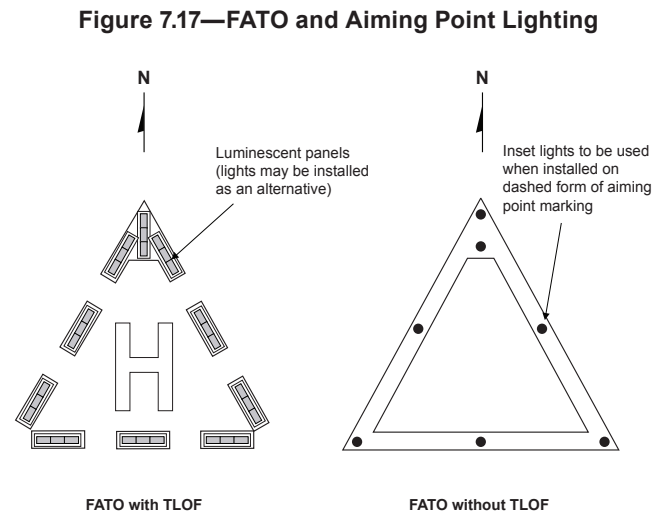 Figure 7.17—FATO and Aiming Point Lighting
N
Luminescent panels
(lights may be installed
as an alternative)
H
FATO with TLOF
N
Inset lights to be used
when installed on
dashed form of aiming
point marking
FATO without TLOF